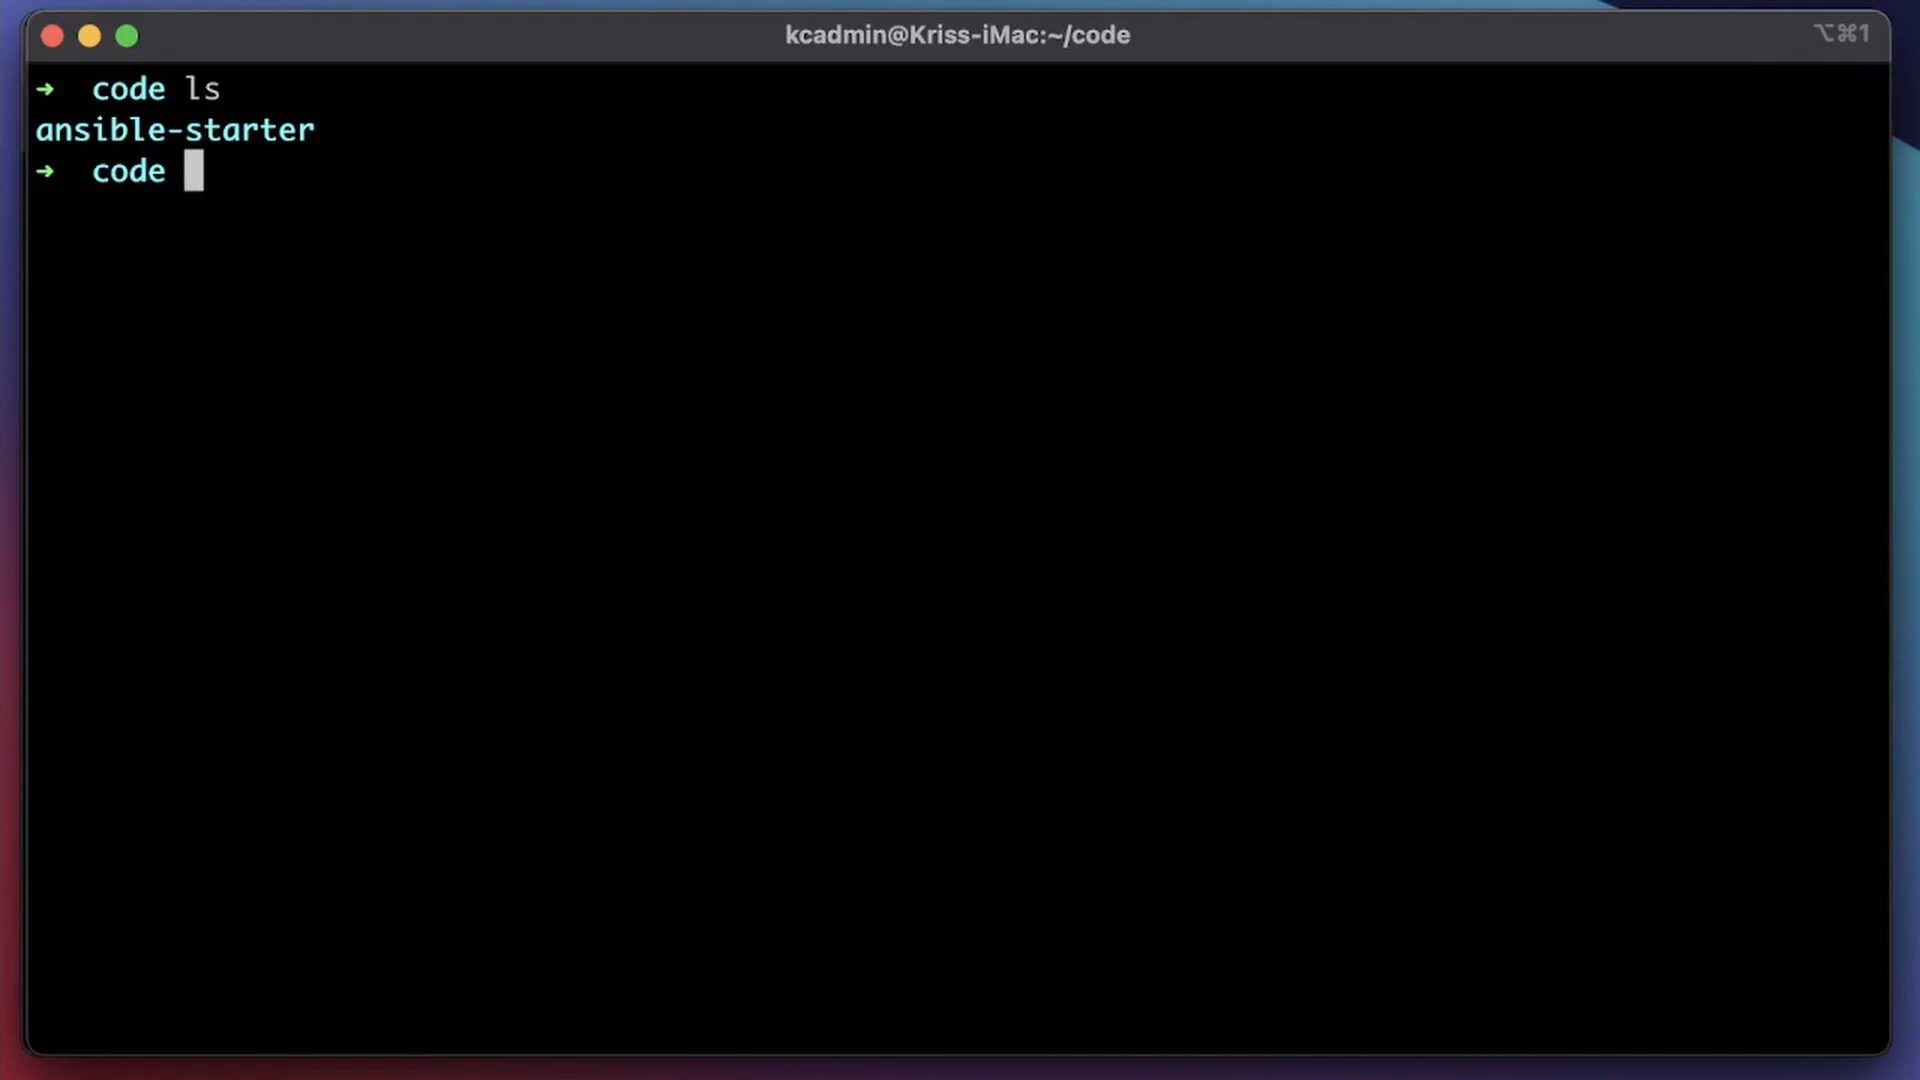 kcadmin@Kriss-iMac:~/code
⌥⌘1
➜ code ls
ansible-starter
➜ code